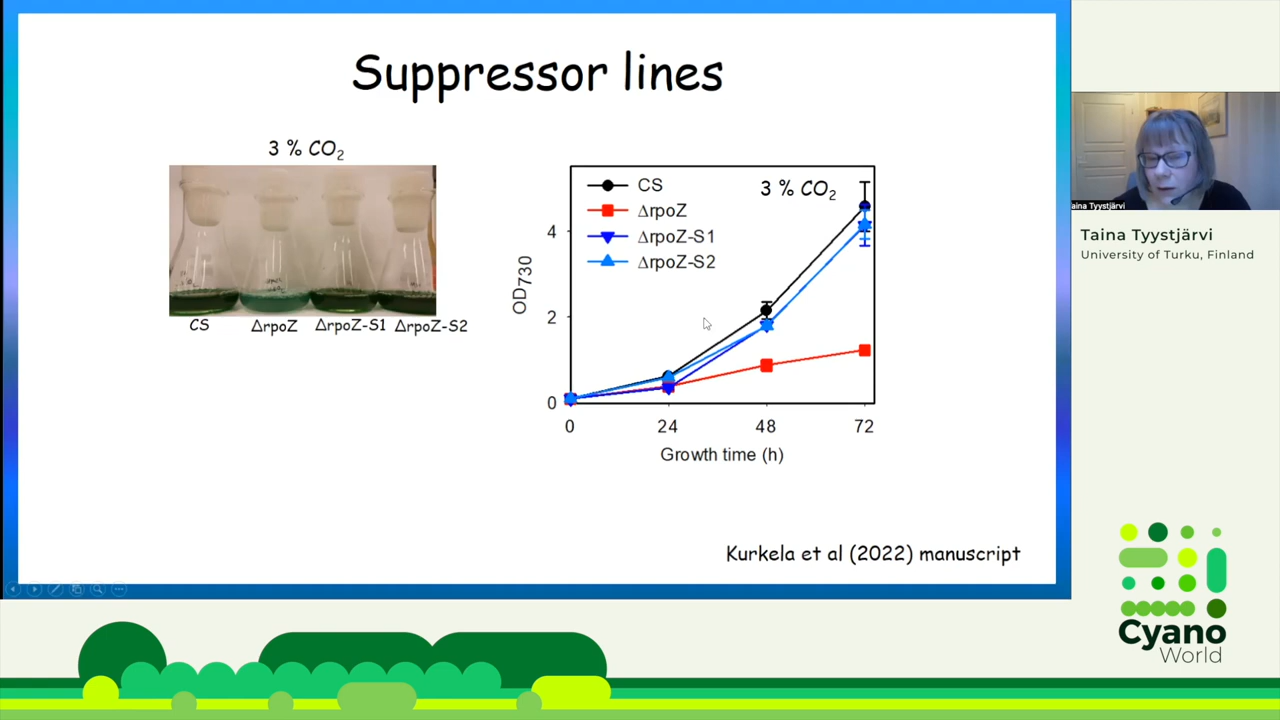 Suppressor lines
3 % CO2
CS
ΔrpoZ
ΔrpoZ-S1
ΔrpoZ-S2
CS
ΔrpoZ
ΔrpoZ-S1
ΔrpoZ-S2
3 % CO2
OD730
4
2
0
0
24
48
72
Growth time (h)
Kurkela et al (2022) manuscript
aina Tyystjärvi
Taina Tyystjärvi
University of Turku, Finland
Cyano
World